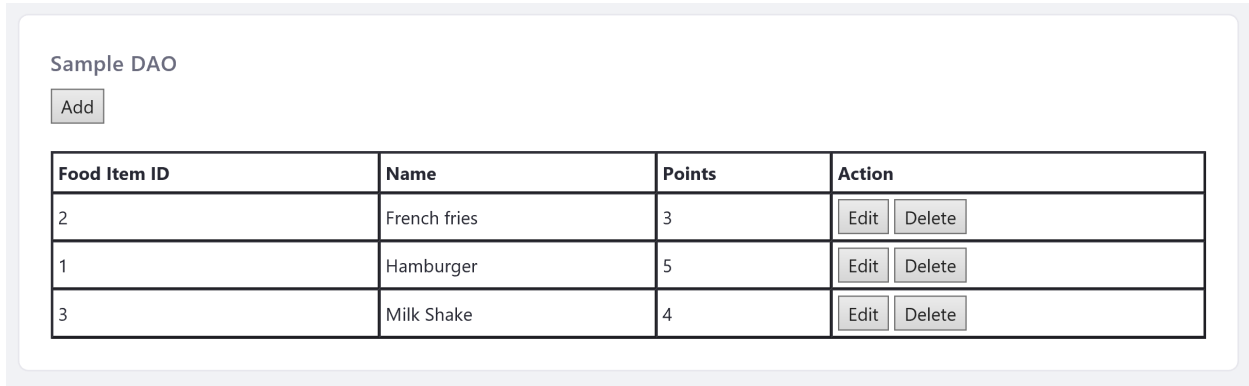 Sample DAO
Add
Food Item ID Name Points Action
2 French fries 3 Edit Delete
1 Hamburger 5 Edit Delete
3 Milk Shake 4 Edit Delete